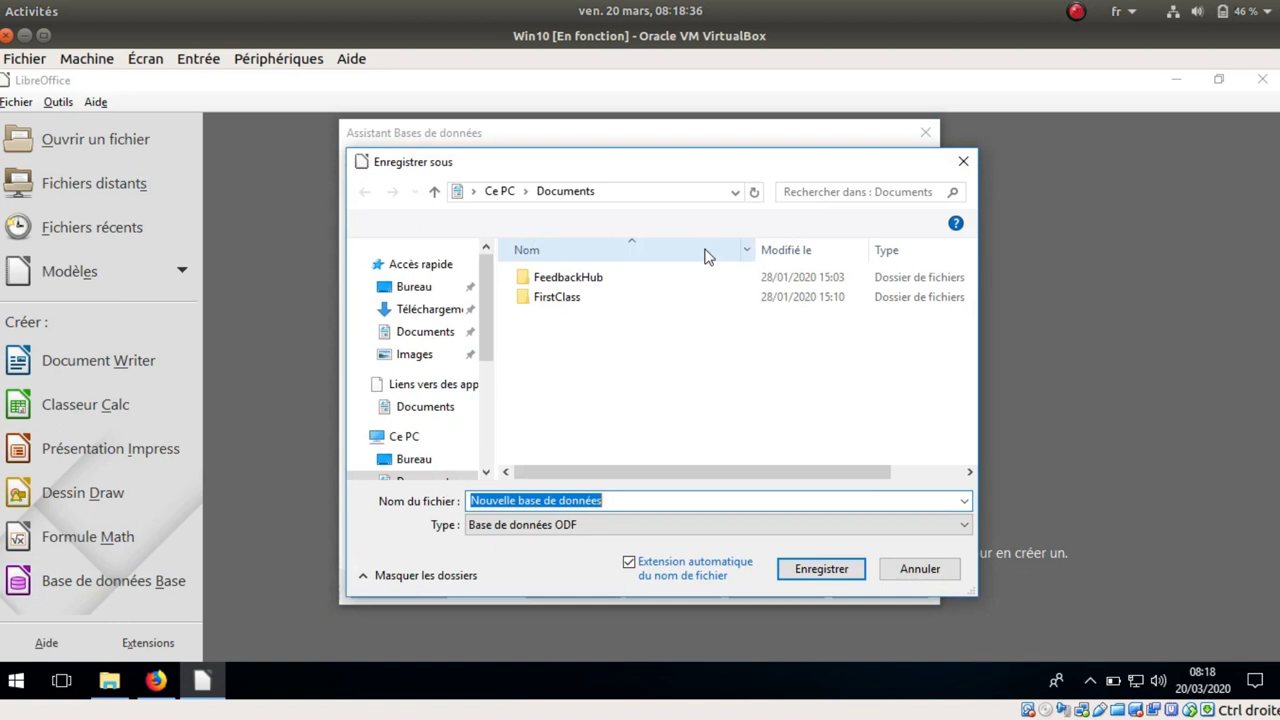 Activités
ven. 20 mars, 08:18:36
fr
46 %
Win10 [En fonction] - Oracle VM VirtualBox
Fichier Machine Écran Entrée Périphériques Aide
LibreOffice
Fichier Outils Aide
Ouvrir un fichier
Fichiers distants
Fichiers récents
Modèles
Créer :
Document Writer
Classeur Calc
Présentation Impress
Dessin Draw
Formule Math
Base de données Base
Aide Extensions
Assistant Bases de données
Enregistrer sous
Ce PC Documents
Rechercher dans : Documents
Nom Modifié le Type
FeedbackHub 28/01/2020 15:03 Dossier de fichiers
FirstClass 28/01/2020 15:10 Dossier de fichiers
Accès rapide
Bureau
Téléchargem
Documents
Images
Liens vers des app
Documents
Ce PC
Bureau
Nom du fichier : Nouvelle base de données
Type : Base de données ODF
Extension automatique
du nom de fichier
Enregistrer Annuler
Masquer les dossiers
ur en créer un.
08:18
20/03/2020
Ctrl droite